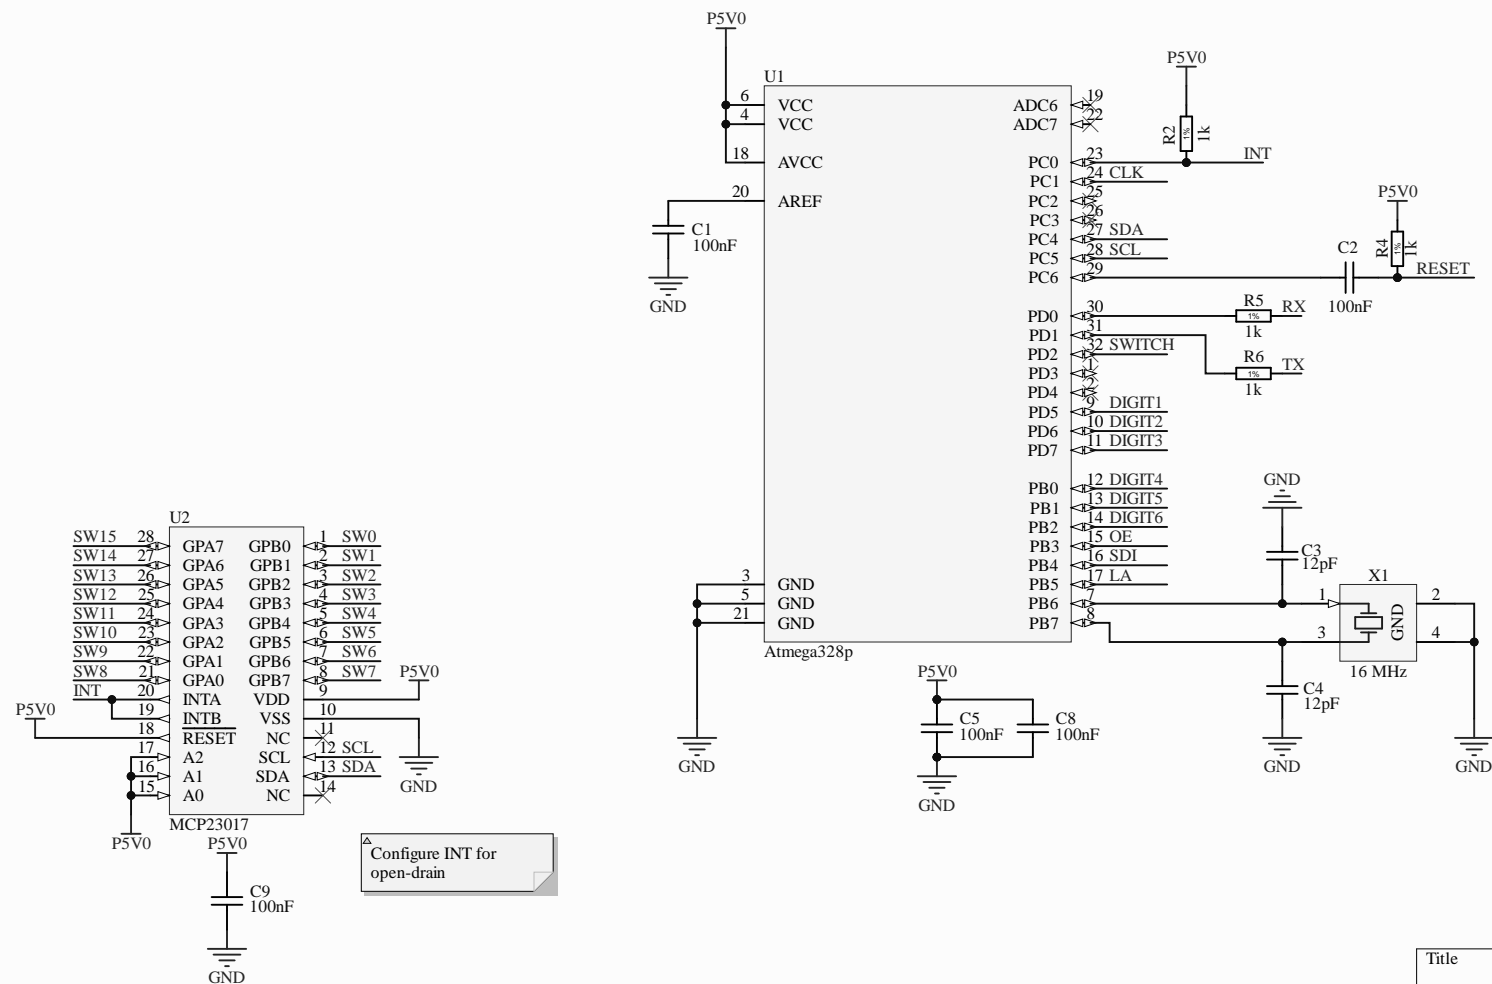 P5V0
U1
6 VCC
4 VCC
18 AVCC
20 AREF
C1
100nF
GND
3 GND
5 GND
21 GND
Atmega328p
ADC6 19
ADC7 22
PC0 23 INT
PC1 24 CLK
PC2 25
PC3 26
PC4 27 SDA
PC5 28 SCL
PC6 29
PD0 30
PD1 31
PD2 32 SWITCH
PD3 1
PD4 2
PD5 9 DIGIT1
PD6 10 DIGIT2
PD7 11 DIGIT3
PB0 12 DIGIT4
PB1 13 DIGIT5
PB2 14 DIGIT6
PB3 15 OE
PB4 16 SDI
PB5 17 LA
PB6 7
PB7 8
P5V0
R2
1%
1k
P5V0
R4
1%
1k
C2
100nF
RESET
R5
1%
1k
RX
R6
1%
1k
TX
GND
C3
12pF
X1
1
2
3
4
GND
16 MHz
C4
12pF
GND
GND
GND
P5V0
C5
100nF
C8
100nF
GND
U2
SW15 28 GPA7
SW14 27 GPA6
SW13 26 GPA5
SW12 25 GPA4
SW11 24 GPA3
SW10 23 GPA2
SW9 22 GPA1
SW8 21 GPA0
INT 20 INTA
19 INTB
P5V0
18 RESET
17 A2
16 A1
15 A0
P5V0
GPB0 1 SW0
GPB1 2 SW1
GPB2 3 SW2
GPB3 4 SW3
GPB4 5 SW4
GPB5 6 SW5
GPB6 7 SW6
GPB7 8 SW7
VDD 9
P5V0
VSS 10
GND
NC 11
SCL 12 SCL
SDA 13 SDA
NC 14
MCP23017
P5V0
C9
100nF
GND
Configure INT for
open-drain
Title